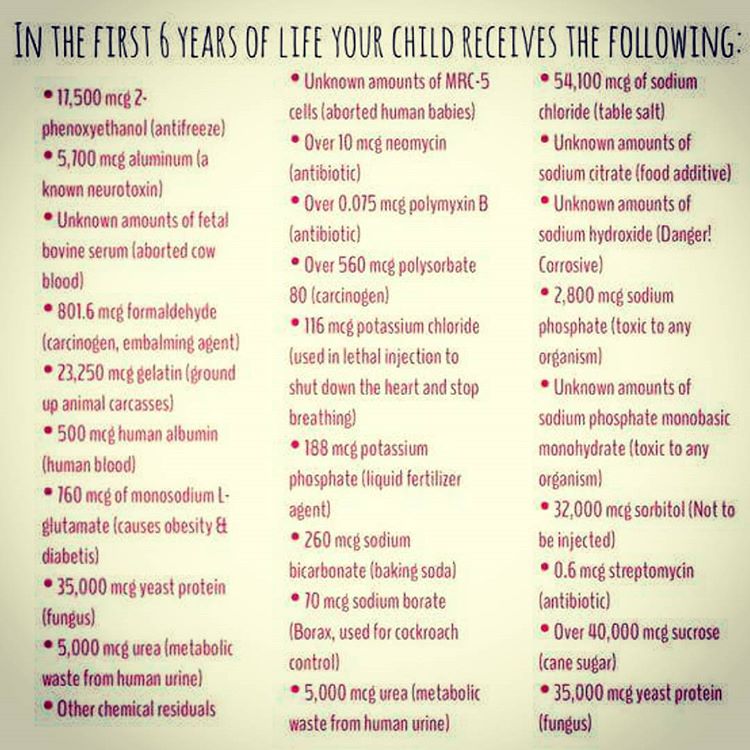 IN THE FIRST 6 YEARS OF LIFE YOUR CHILD RECEIVES THE FOLLOWING:
• 17,500 mcg 2-
phenoxyethanol (antifreeze)
• 5,700 mcg aluminum (a
known neurotoxin)
• Unknown amounts of fetal
bovine serum (aborted cow
blood)
• 801.6 mcg formaldehyde
(carcinogen, embalming agent)
• 23,250 mcg gelatin (ground
up animal carcasses)
• 500 mcg human albumin
(human blood)
• 760 mcg of monosodium L-
glutamate (causes obesity &
diabetis)
• 35,000 mcg yeast protein
(fungus)
• 5,000 mcg urea (metabolic
waste from human urine)
• Other chemical residuals
• Unknown amounts of MRC-5
cells (aborted human babies)
• Over 10 mcg neomycin
(antibiotic)
• Over 0.075 mcg polymyxin B
(antibiotic)
• Over 560 mcg polysorbate
80 (carcinogen)
• 116 mcg potassium chloride
(used in lethal injection to
shut down the heart and stop
breathing)
• 188 mcg potassium
phosphate (liquid fertilizer
agent)
• 260 mcg sodium
bicarbonate (baking soda)
• 70 mcg sodium borate
(Borax, used for cockroach
control)
• 5,000 mcg urea (metabolic
waste from human urine)
• 54,100 mcg of sodium
chloride (table salt)
• Unknown amounts of
sodium citrate (food additive)
• Unknown amounts of
sodium hydroxide (Danger!
Corrosive)
• 2,800 mcg sodium
phosphate (toxic to any
organism)
• Unknown amounts of
sodium phosphate monobasic
monohydrate (toxic to any
organism)
• 32,000 mcg sorbitol (Not to
be injected)
• 0.6 mcg streptomycin
(antibiotic)
• Over 40,000 mcg sucrose
(cane sugar)
• 35,000 mcg yeast protein
(fungus)